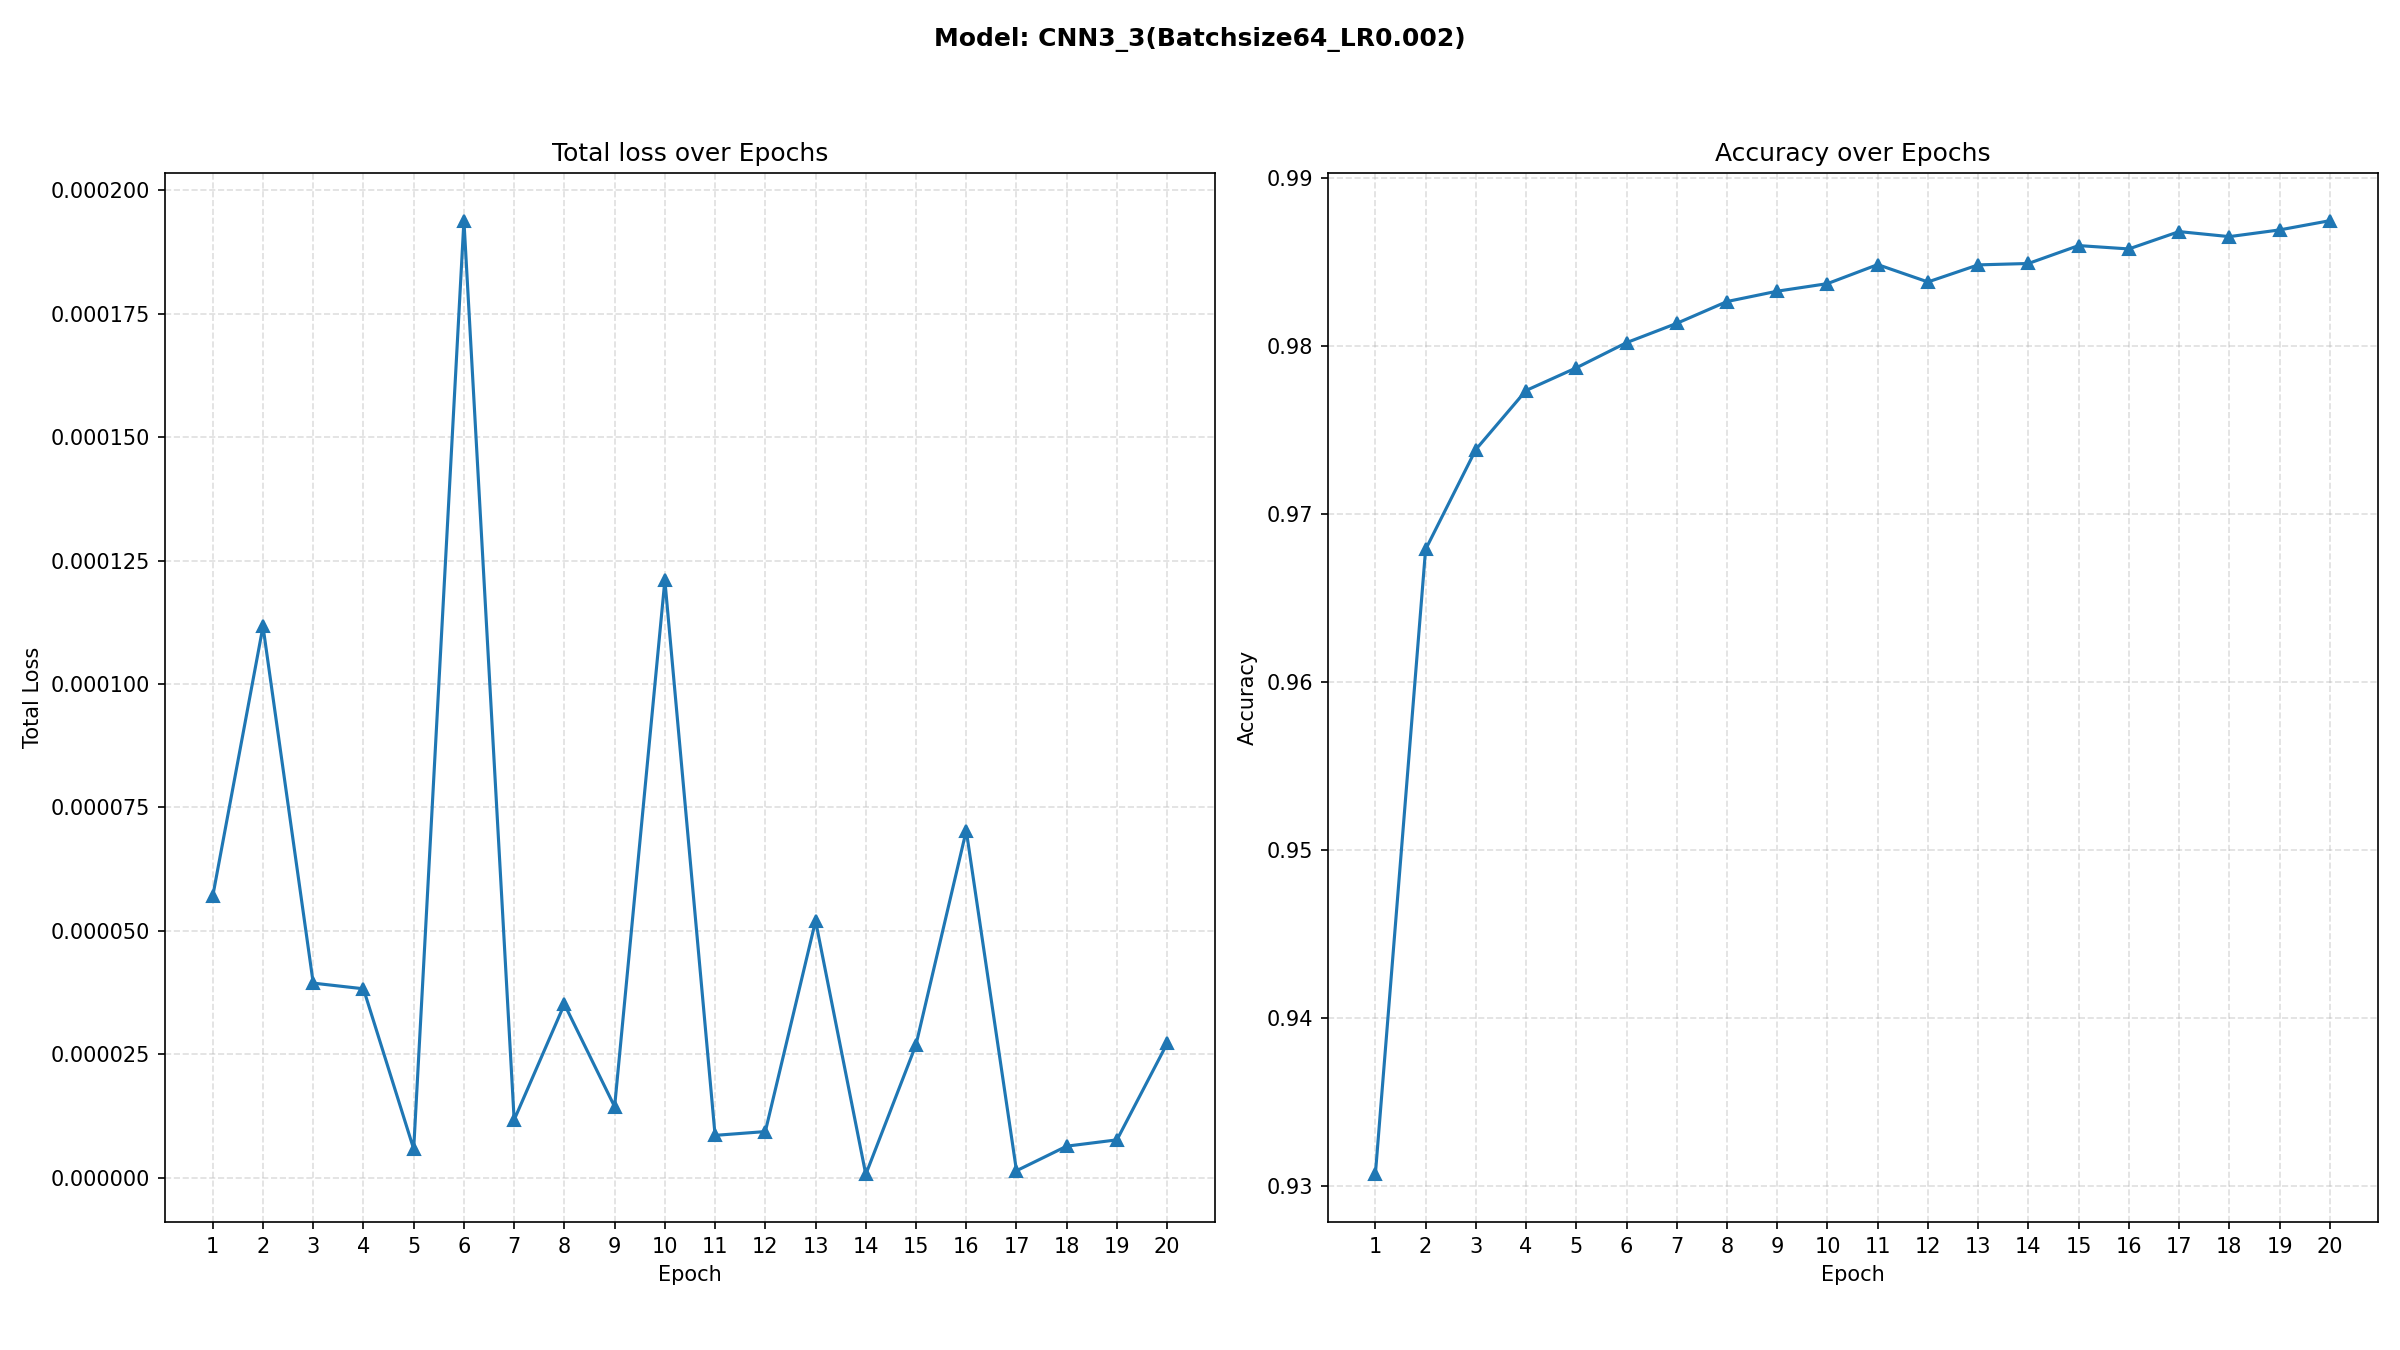 Model: CNN3_3(Batchsize64_LR0.002)
Total loss over Epochs
0.000200
0.000175
0.000150
0.000125
0.000100
0.000075
0.000050
0.000025
0.000000
Total Loss
1 2 3 4 5 6 7 8 9 10 11 12 13 14 15 16 17 18 19 20
Epoch
Accuracy over Epochs
0.99
0.98
0.97
0.96
0.95
0.94
0.93
Accuracy
1 2 3 4 5 6 7 8 9 10 11 12 13 14 15 16 17 18 19 20
Epoch